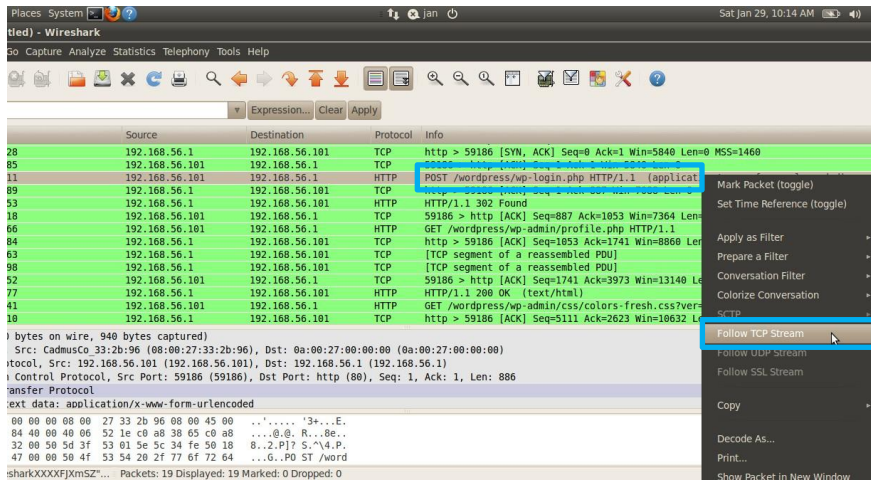 Places System jan Sat Jan 29, 10:14 AM
tled) - Wireshark
Go Capture Analyze Statistics Telephony Tools Help
Expression... Clear Apply
Source Destination Protocol Info
28 192.168.56.1 192.168.56.101 TCP http > 59186 [SYN, ACK] Seq=0 Ack=1 Win=5840 Len=0 MSS=1460
85 192.168.56.101 192.168.56.1 TCP
11 192.168.56.101 192.168.56.1 HTTP POST /wordpress/wp-login.php HTTP/1.1 (applicat
89 192.168.56.1 192.168.56.101 TCP
53 192.168.56.1 192.168.56.101 HTTP HTTP/1.1 302 Found
18 192.168.56.101 192.168.56.1 TCP 59186 > http [ACK] Seq=887 Ack=1053 Win=7364 Len=
66 192.168.56.101 192.168.56.1 HTTP GET /wordpress/wp-admin/profile.php HTTP/1.1
84 192.168.56.1 192.168.56.101 TCP http > 59186 [ACK] Seq=1053 Ack=1741 Win=8860 Len
63 192.168.56.1 192.168.56.101 TCP [TCP segment of a reassembled PDU]
98 192.168.56.1 192.168.56.101 TCP [TCP segment of a reassembled PDU]
52 192.168.56.101 192.168.56.1 TCP 59186 > http [ACK] Seq=1741 Ack=3973 Win=13140 Le
77 192.168.56.1 192.168.56.101 HTTP HTTP/1.1 200 OK (text/html)
41 192.168.56.101 192.168.56.1 HTTP GET /wordpress/wp-admin/css/colors-fresh.css?ver=
10 192.168.56.1 192.168.56.101 TCP http > 59186 [ACK] Seq=5111 Ack=2623 Win=10632 Le
Mark Packet (toggle)
Set Time Reference (toggle)
Apply as Filter
Prepare a Filter
Conversation Filter
Colorize Conversation
SCTP
Follow TCP Stream
Follow UDP Stream
Follow SSL Stream
Copy
Decode As...
Print...
Show Packet in New Window
) bytes on wire, 940 bytes captured)
Src: CadmusCo_33:2b:96 (08:00:27:33:2b:96), Dst: 0a:00:27:00:00:00 (0a:00:27:00:00:00)
otocol, Src: 192.168.56.101 (192.168.56.101), Dst: 192.168.56.1 (192.168.56.1)
n Control Protocol, Src Port: 59186 (59186), Dst Port: http (80), Seq: 1, Ack: 1, Len: 886
ransfer Protocol
text data: application/x-www-form-urlencoded
00 00 00 08 00 27 33 2b 96 08 00 45 00 ..'..... '3+...E.
84 40 00 40 06 52 1e c0 a8 38 65 c0 a8 ....@.@. R...8e..
32 00 50 5d 3f 53 01 5e 5c 34 fe 50 18 8..2.P]? S.^\4.P.
47 00 00 50 4f 53 54 20 2f 77 6f 72 64 ...G..PO ST /word
esharkXXXXFJXmSZ"... Packets: 19 Displayed: 19 Marked: 0 Dropped: 0